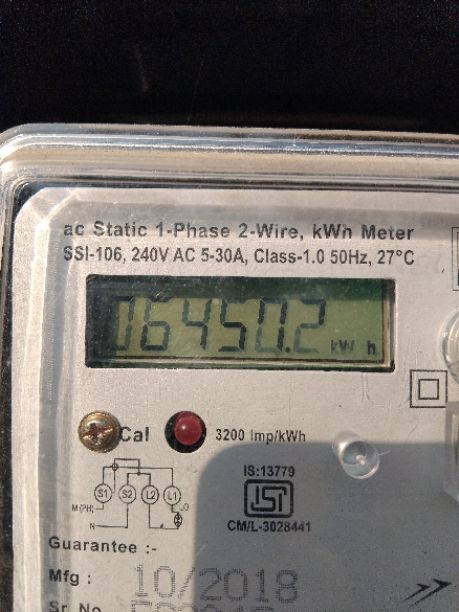 ac Static 1-Phase 2-Wire, kWh Meter
SSI-106, 240V AC 5-30A, Class-1.0 50Hz, 27°C
06450.2 kWh
Cal 3200 Imp/kWh
IS:13779
S1 S2 L2 L1
M(PH)
N
ISI
CM/L-3028441
Guarantee :-
Mfg : 10/2018
Sr No